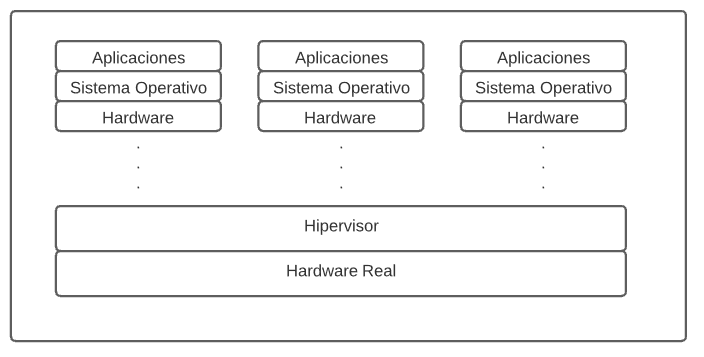 Aplicaciones Aplicaciones Aplicaciones
Sistema Operativo Sistema Operativo Sistema Operativo
Hardware Hardware Hardware
. . .
. . .
. . .
Hipervisor
Hardware Real